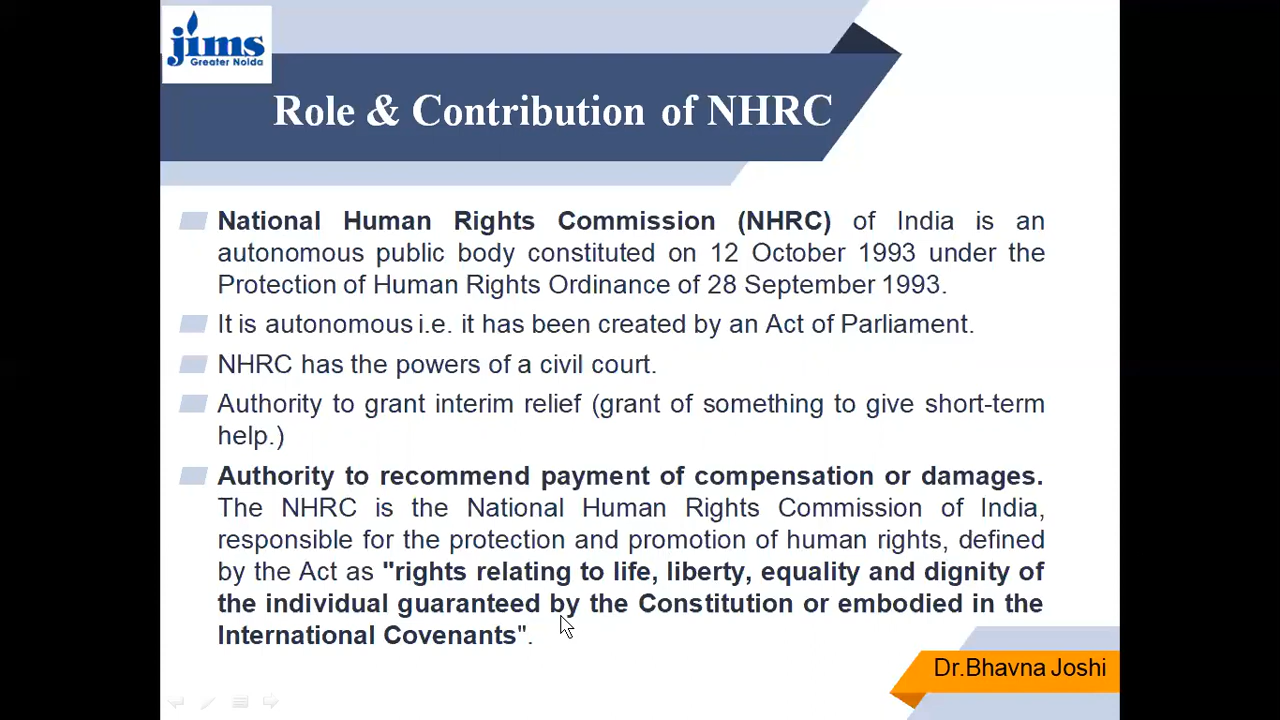 jims
Greater Noida
Role & Contribution of NHRC
National Human Rights Commission (NHRC) of India is an
autonomous public body constituted on 12 October 1993 under the
Protection of Human Rights Ordinance of 28 September 1993.
It is autonomous i.e. it has been created by an Act of Parliament.
NHRC has the powers of a civil court.
Authority to grant interim relief (grant of something to give short-term
help.)
Authority to recommend payment of compensation or damages.
The NHRC is the National Human Rights Commission of India,
responsible for the protection and promotion of human rights, defined
by the Act as "rights relating to life, liberty, equality and dignity of
the individual guaranteed by the Constitution or embodied in the
International Covenants".
Dr.Bhavna Joshi